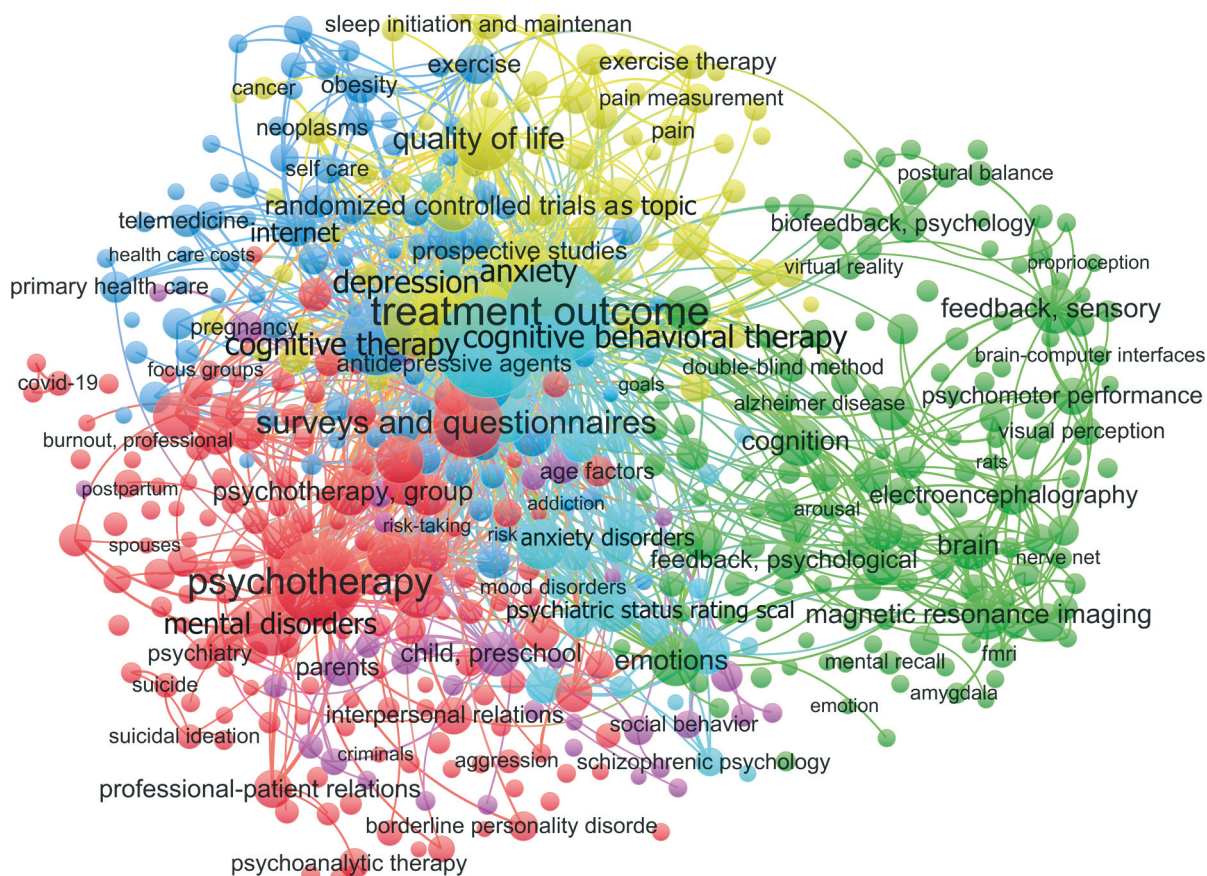 sleep initiation and maintenan
exercise
exercise therapy
cancer
obesity
pain measurement
neoplasms
quality of life
pain
self care
postural balance
randomized controlled trials as topic
telemedicine
internet
biofeedback, psychology
health care costs
prospective studies
virtual reality
proprioception
primary health care
depression
anxiety
pregnancy
treatment outcome
feedback, sensory
cognitive therapy
cognitive behavioral therapy
focus groups
antidepressive agents
double-blind method
brain-computer interfaces
covid-19
goals
alzheimer disease
psychomotor performance
burnout, professional
surveys and questionnaires
cognition
visual perception
postpartum
psychotherapy, group
age factors
rats
addiction
arousal
electroencephalography
risk-taking
risk
anxiety disorders
spouses
feedback, psychological
brain
nerve net
psychotherapy
mood disorders
mental disorders
psychiatric status rating scal
magnetic resonance imaging
psychiatry
parents
child, preschool
emotions
mental recall
fmri
suicide
amygdala
interpersonal relations
social behavior
emotion
suicidal ideation
criminals
aggression
schizophrenic psychology
professional-patient relations
borderline personality disorde
psychoanalytic therapy